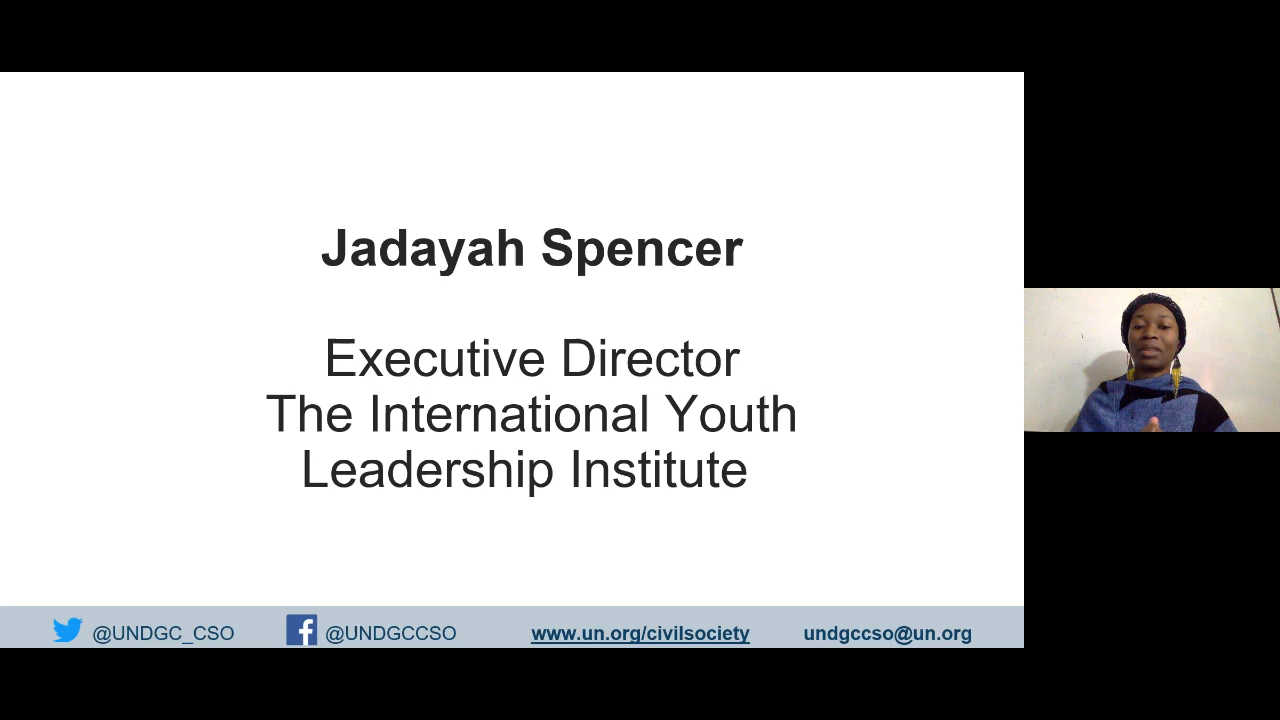 Jadayah Spencer
Executive Director
The International Youth
Leadership Institute
@UNDGC_CSO @UNDGCCSO www.un.org/civilsociety undgccso@un.org